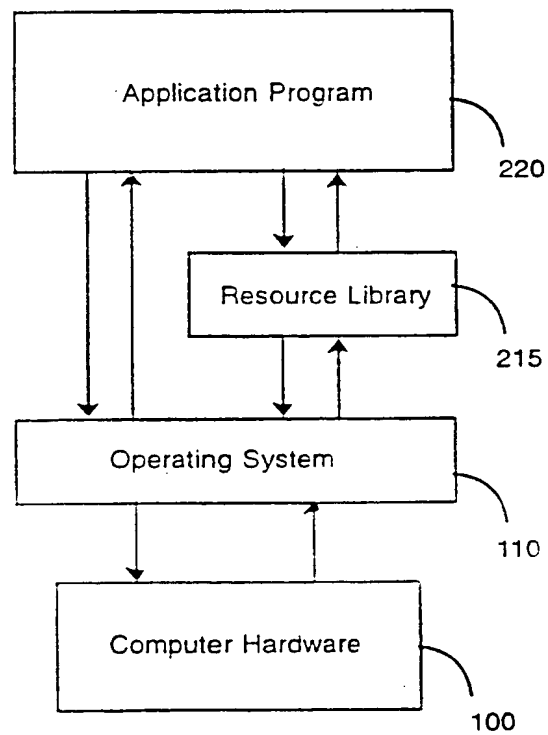 Application Program
220
Resource Library
215
Operating System
110
Computer Hardware
100